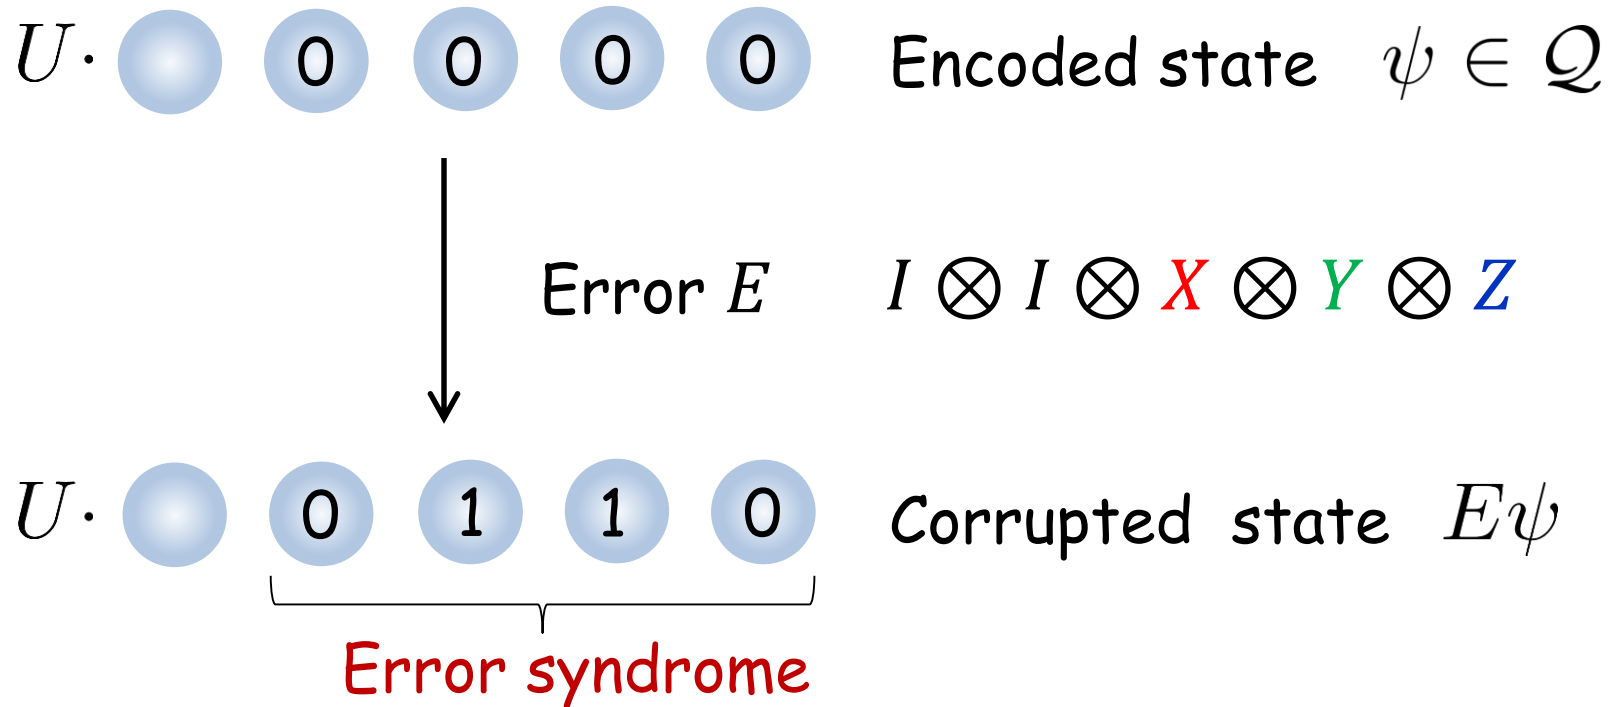 U· 0 0 0 0 Encoded state ψ ∈ 𝒬
Error E I ⊗ I ⊗ X ⊗ Y ⊗ Z
U· 0 1 1 0 Corrupted state Eψ
Error syndrome